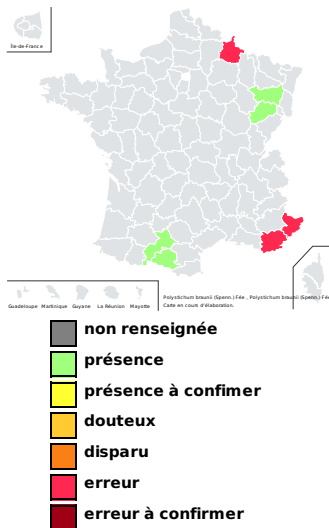 Île-de-France
Guadeloupe Martinique Guyane La Réunion Mayotte
Polystichum braunii (Spenn.) Fée , Polystichum braunii (Spenn.) Fée
Carte en cours d'élaboration.
non renseignée
présence
présence à confimer
douteux
disparu
erreur
erreur à confirmer